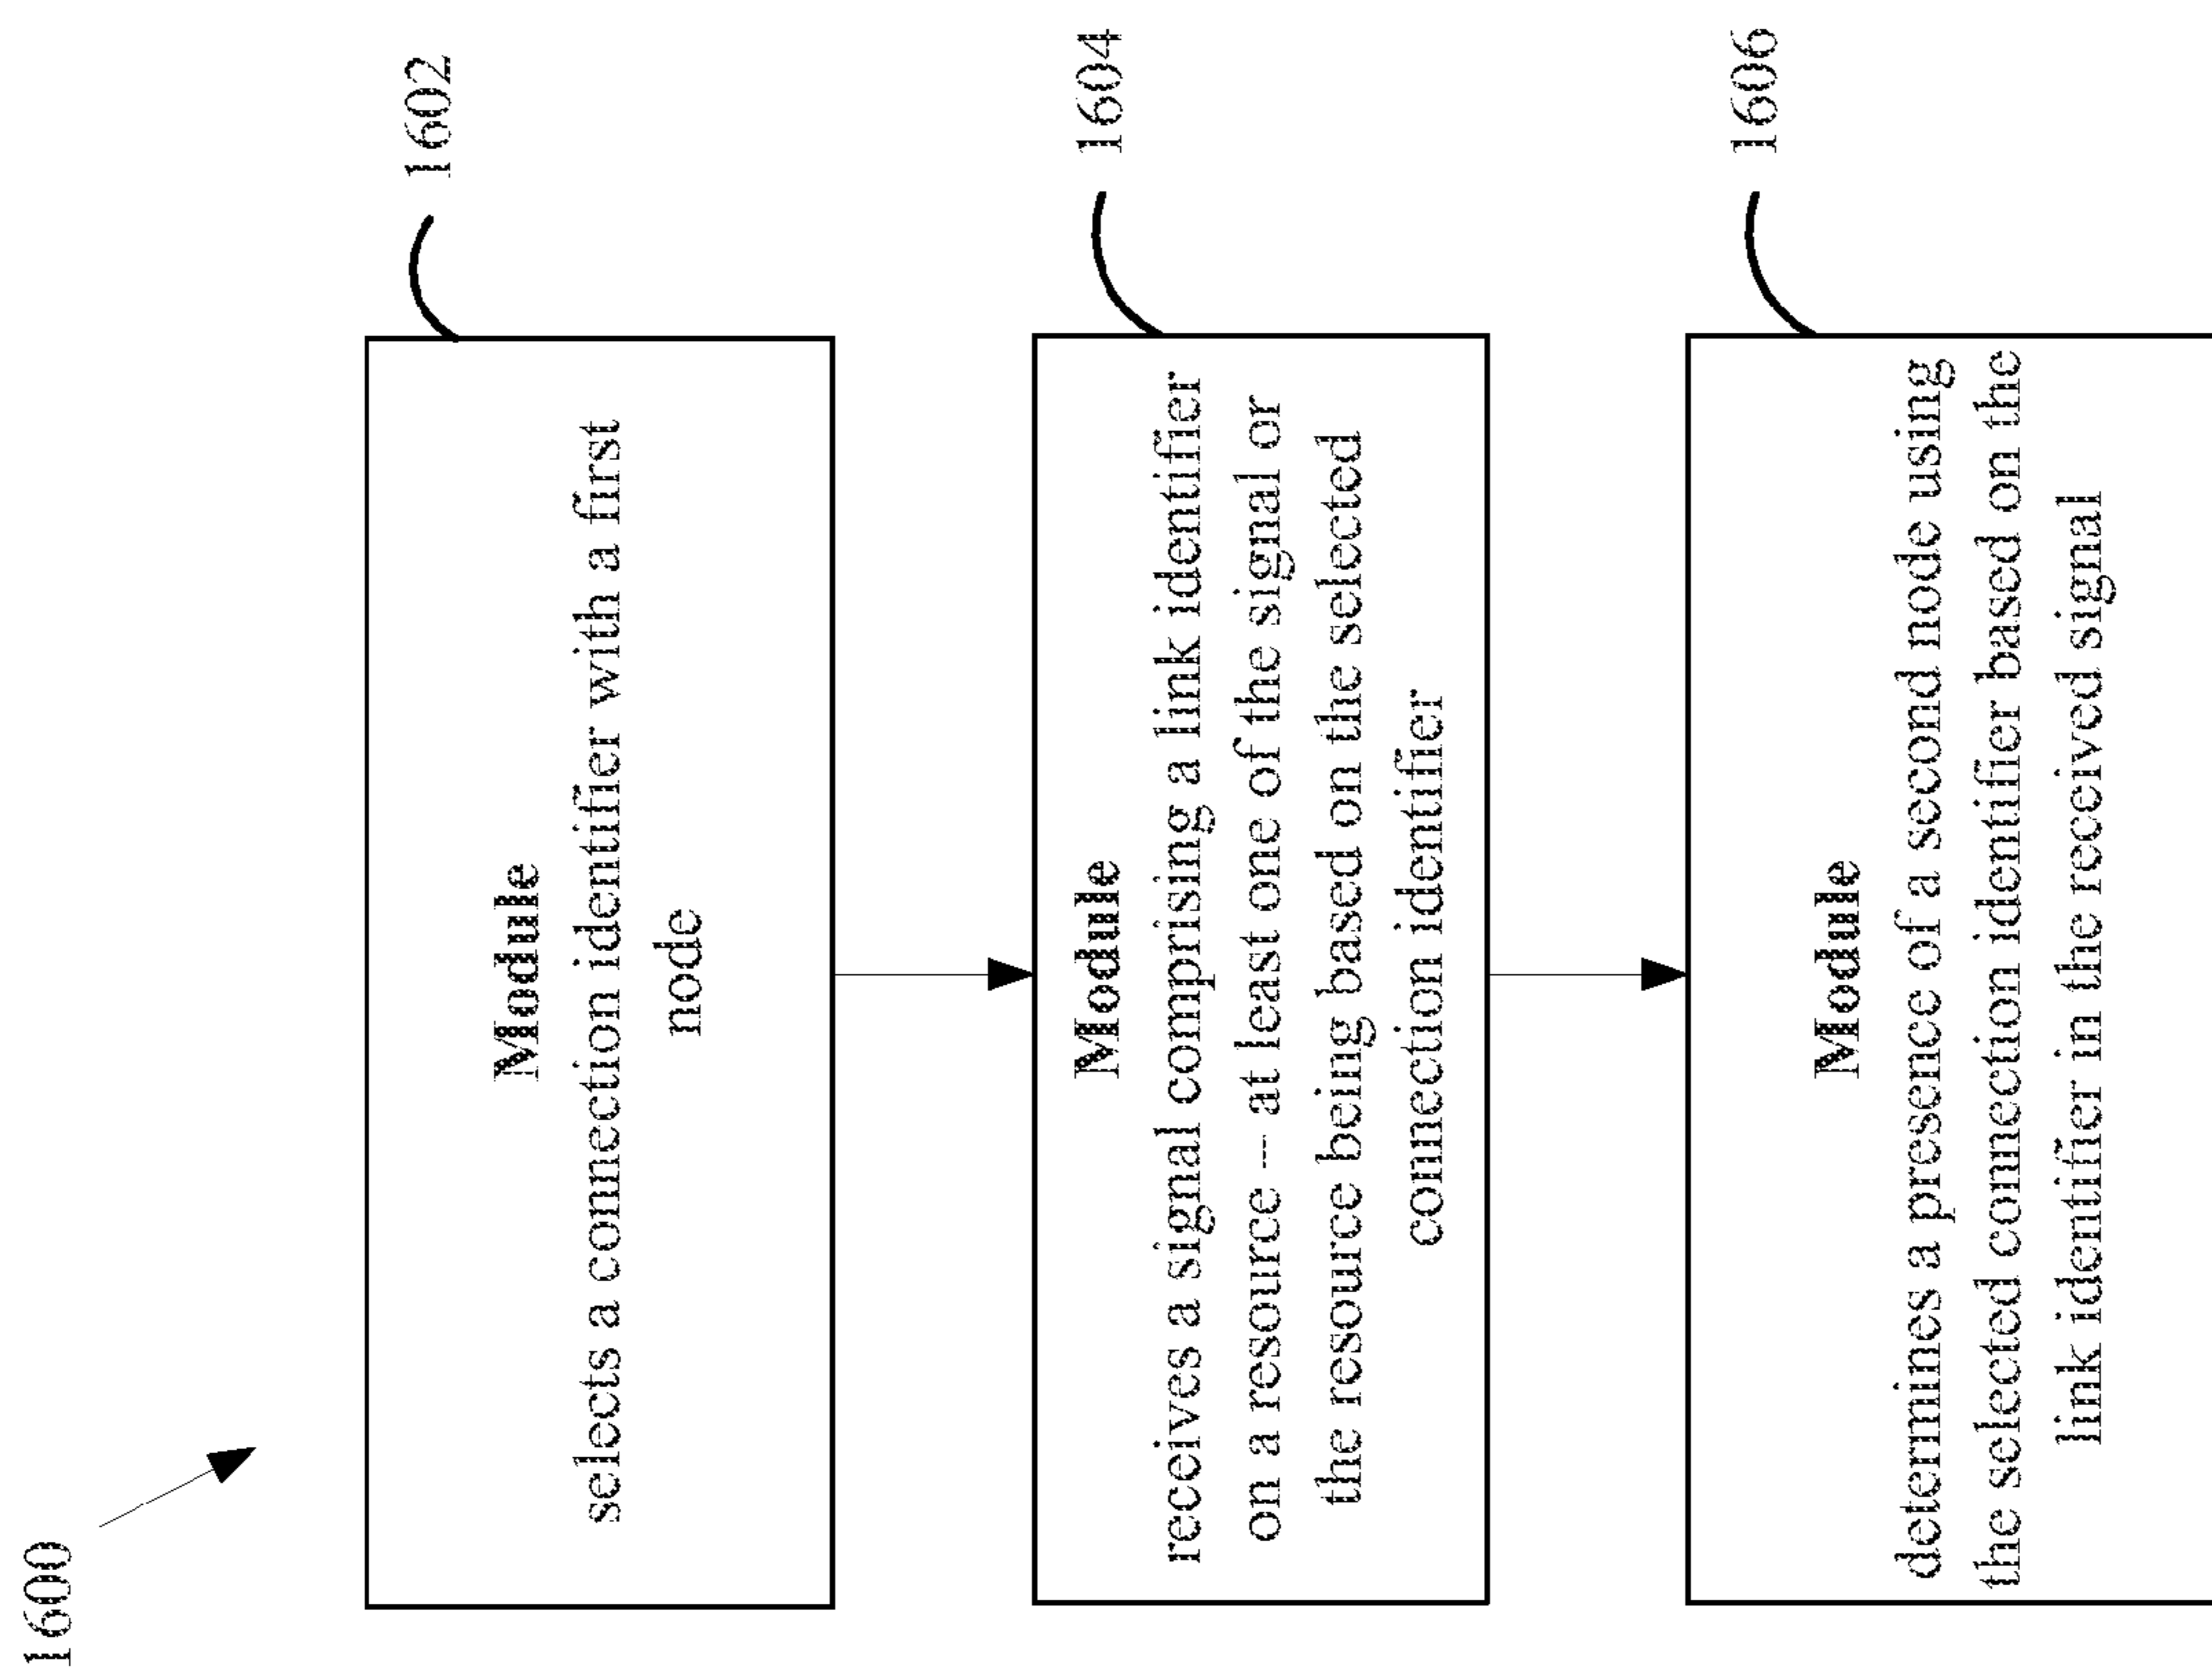 1600
1602
Module
selects a connection identifier with a first
node
1604
Module
receives a signal comprising a link identifier
on a resource -- at least one of the signal or
the resource being based on the selected
connection identifier
1606
Module
determines a presence of a second node using
the selected connection identifier based on the
link identifier in the received signal